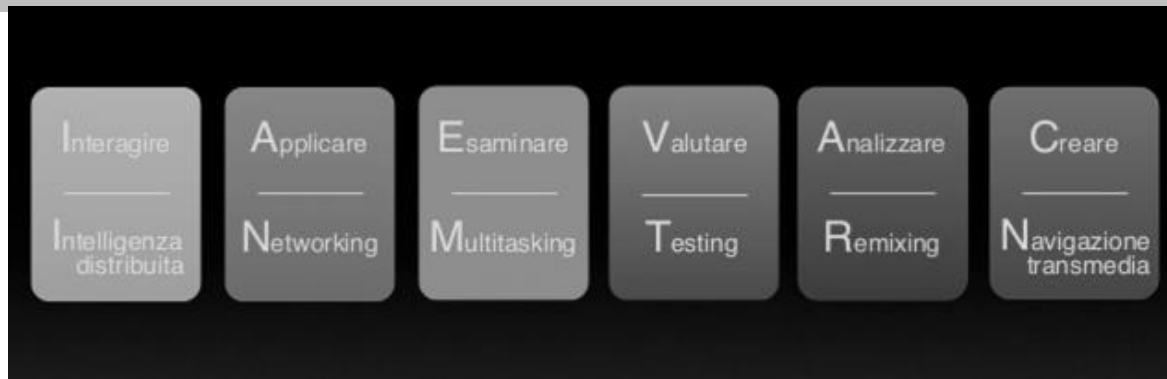 Interagire
Intelligenza
distribuita
Applicare
Networking
Esaminare
Multitasking
Valutare
Testing
Analizzare
Remixing
Creare
Navigazione
transmedia